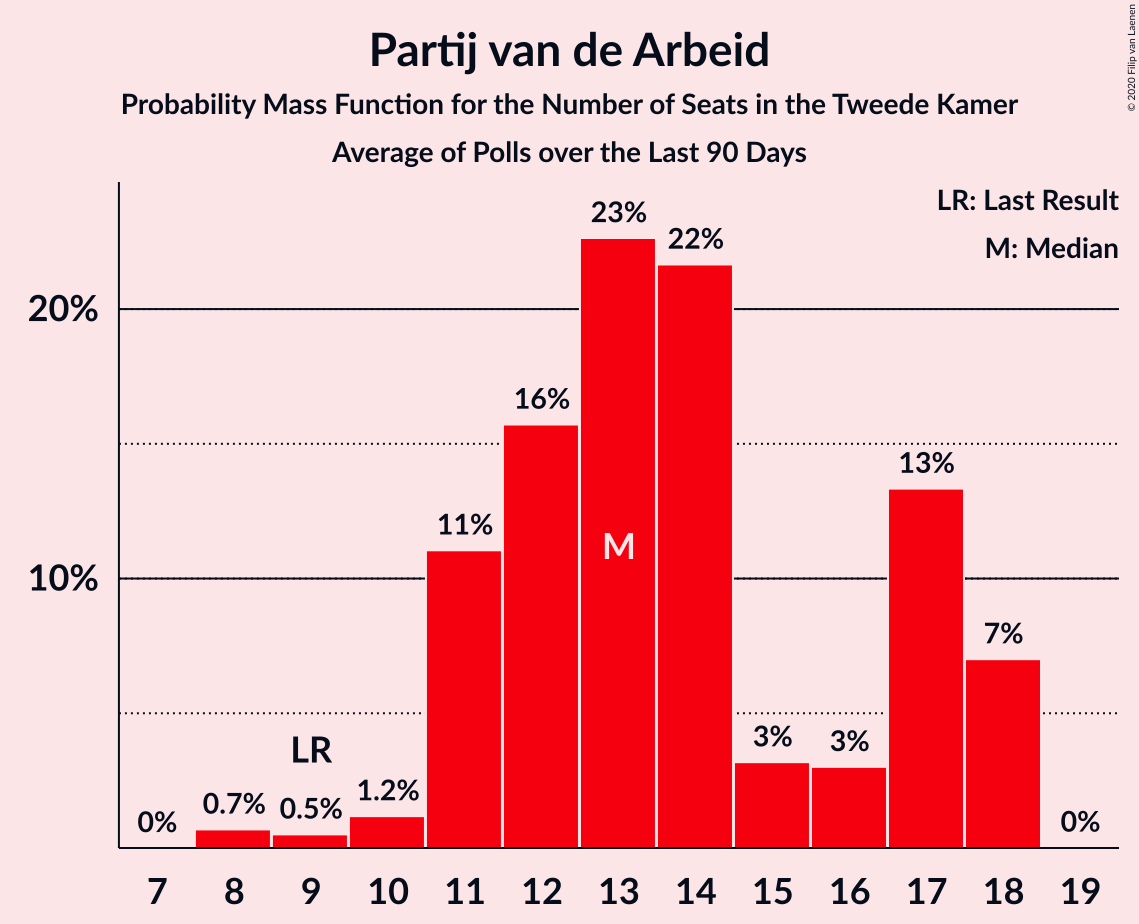 Partij van de Arbeid
Probability Mass Function for the Number of Seats in the Tweede Kamer
Average of Polls over the Last 90 Days
© 2020 Filip van Laenen
LR: Last Result
M: Median
23%
22%
20%
16%
13%
11%
M
10%
7%
LR
3%
3%
1.2%
0.7%
0.5%
0%
0%
7 8 9 10 11 12 13 14 15 16 17 18 19